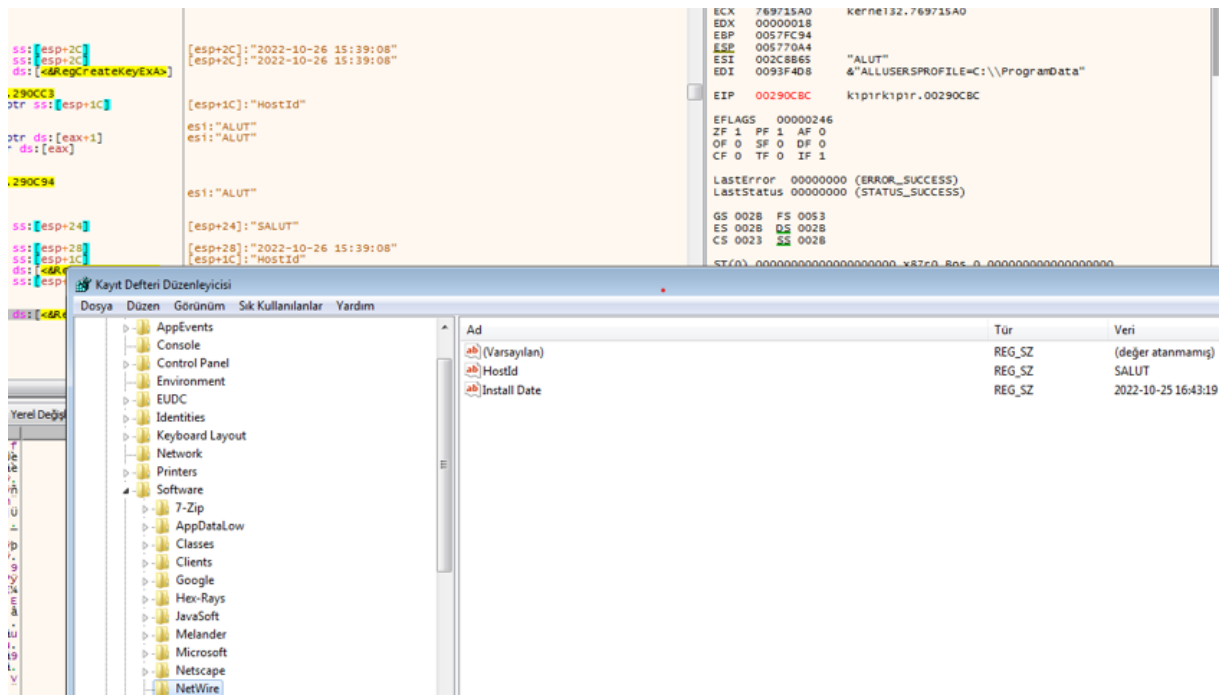 ss:[esp+2C]
ss:[esp+2C]
ds:[<&RegCreateKeyExA>]
.290CC3
ptr ss:[esp+1C]
ptr ds:[eax+1]
ds:[eax]
.290C94
ss:[esp+24]
ss:[esp+28]
ss:[esp+1C]
ds:[<&Re
ss:[esp+
ds:[<&Re
[esp+2C]:"2022-10-26 15:39:08"
[esp+2C]:"2022-10-26 15:39:08"
[esp+1C]:"HostId"
esi:"ALUT"
esi:"ALUT"
esi:"ALUT"
[esp+24]:"SALUT"
[esp+28]:"2022-10-26 15:39:08"
[esp+1C]:"HostId"
ECX 769715A0 kernel32.769715A0
EDX 00000018
EBP 0057FC94
ESP 005770A4
ESI 002C8B65 "ALUT"
EDI 0093F4D8 &"ALLUSERSPROFILE=C:\\ProgramData"
EIP 00290CBC kıpırkıpır.00290CBC
EFLAGS 00000246
ZF 1 PF 1 AF 0
OF 0 SF 0 DF 0
CF 0 TF 0 IF 1
LastError 00000000 (ERROR_SUCCESS)
LastStatus 00000000 (STATUS_SUCCESS)
GS 002B FS 0053
ES 002B DS 002B
CS 0023 SS 002B
ST(0) 00000000000000000000 x87r0 Boş 0.000000000000000000
Kayıt Defteri Düzenleyicisi
Dosya Düzen Görünüm Sık Kullanılanlar Yardım
AppEvents
Console
Control Panel
Environment
EUDC
Identities
Keyboard Layout
Network
Printers
Software
7-Zip
AppDataLow
Classes
Clients
Google
Hex-Rays
JavaSoft
Melander
Microsoft
Netscape
NetWire
Ad Tür Veri
(Varsayılan) REG_SZ (değer atanmamış)
HostId REG_SZ SALUT
Install Date REG_SZ 2022-10-25 16:43:19
Yerel Değişk